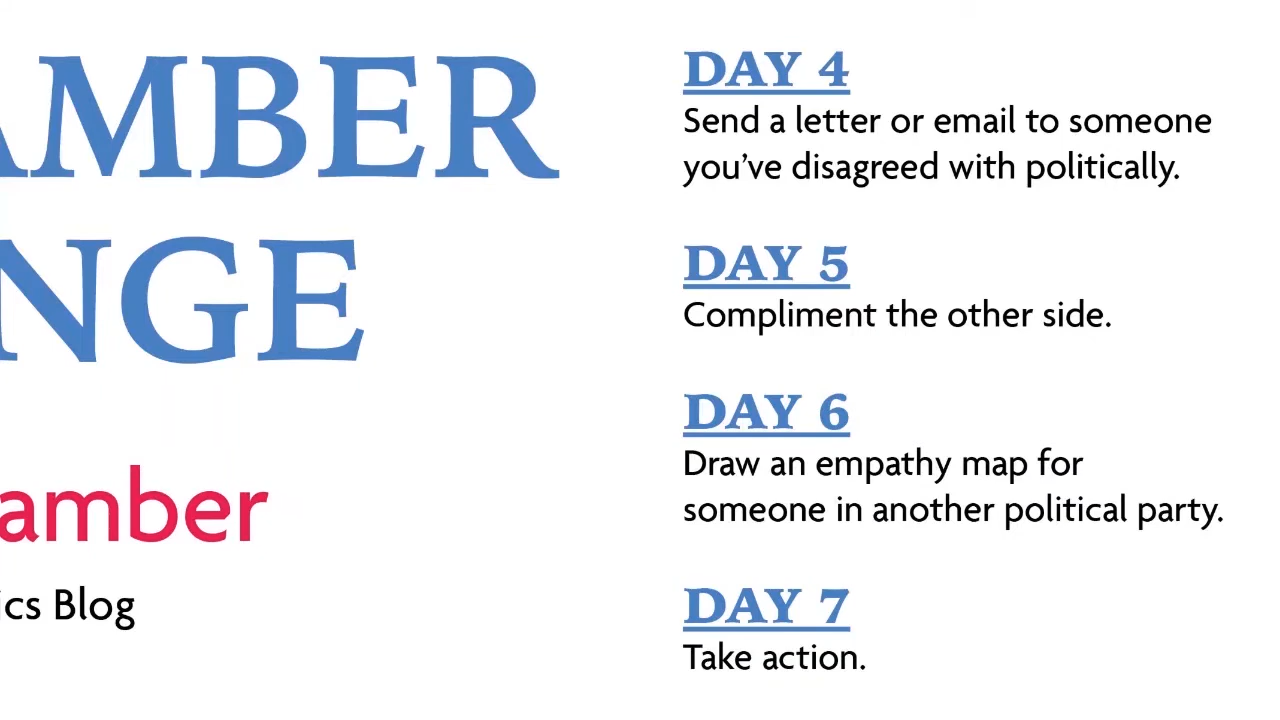 AMBER
NGE
amber
ics Blog
DAY 4
Send a letter or email to someone
you’ve disagreed with politically.
DAY 5
Compliment the other side.
DAY 6
Draw an empathy map for
someone in another political party.
DAY 7
Take action.